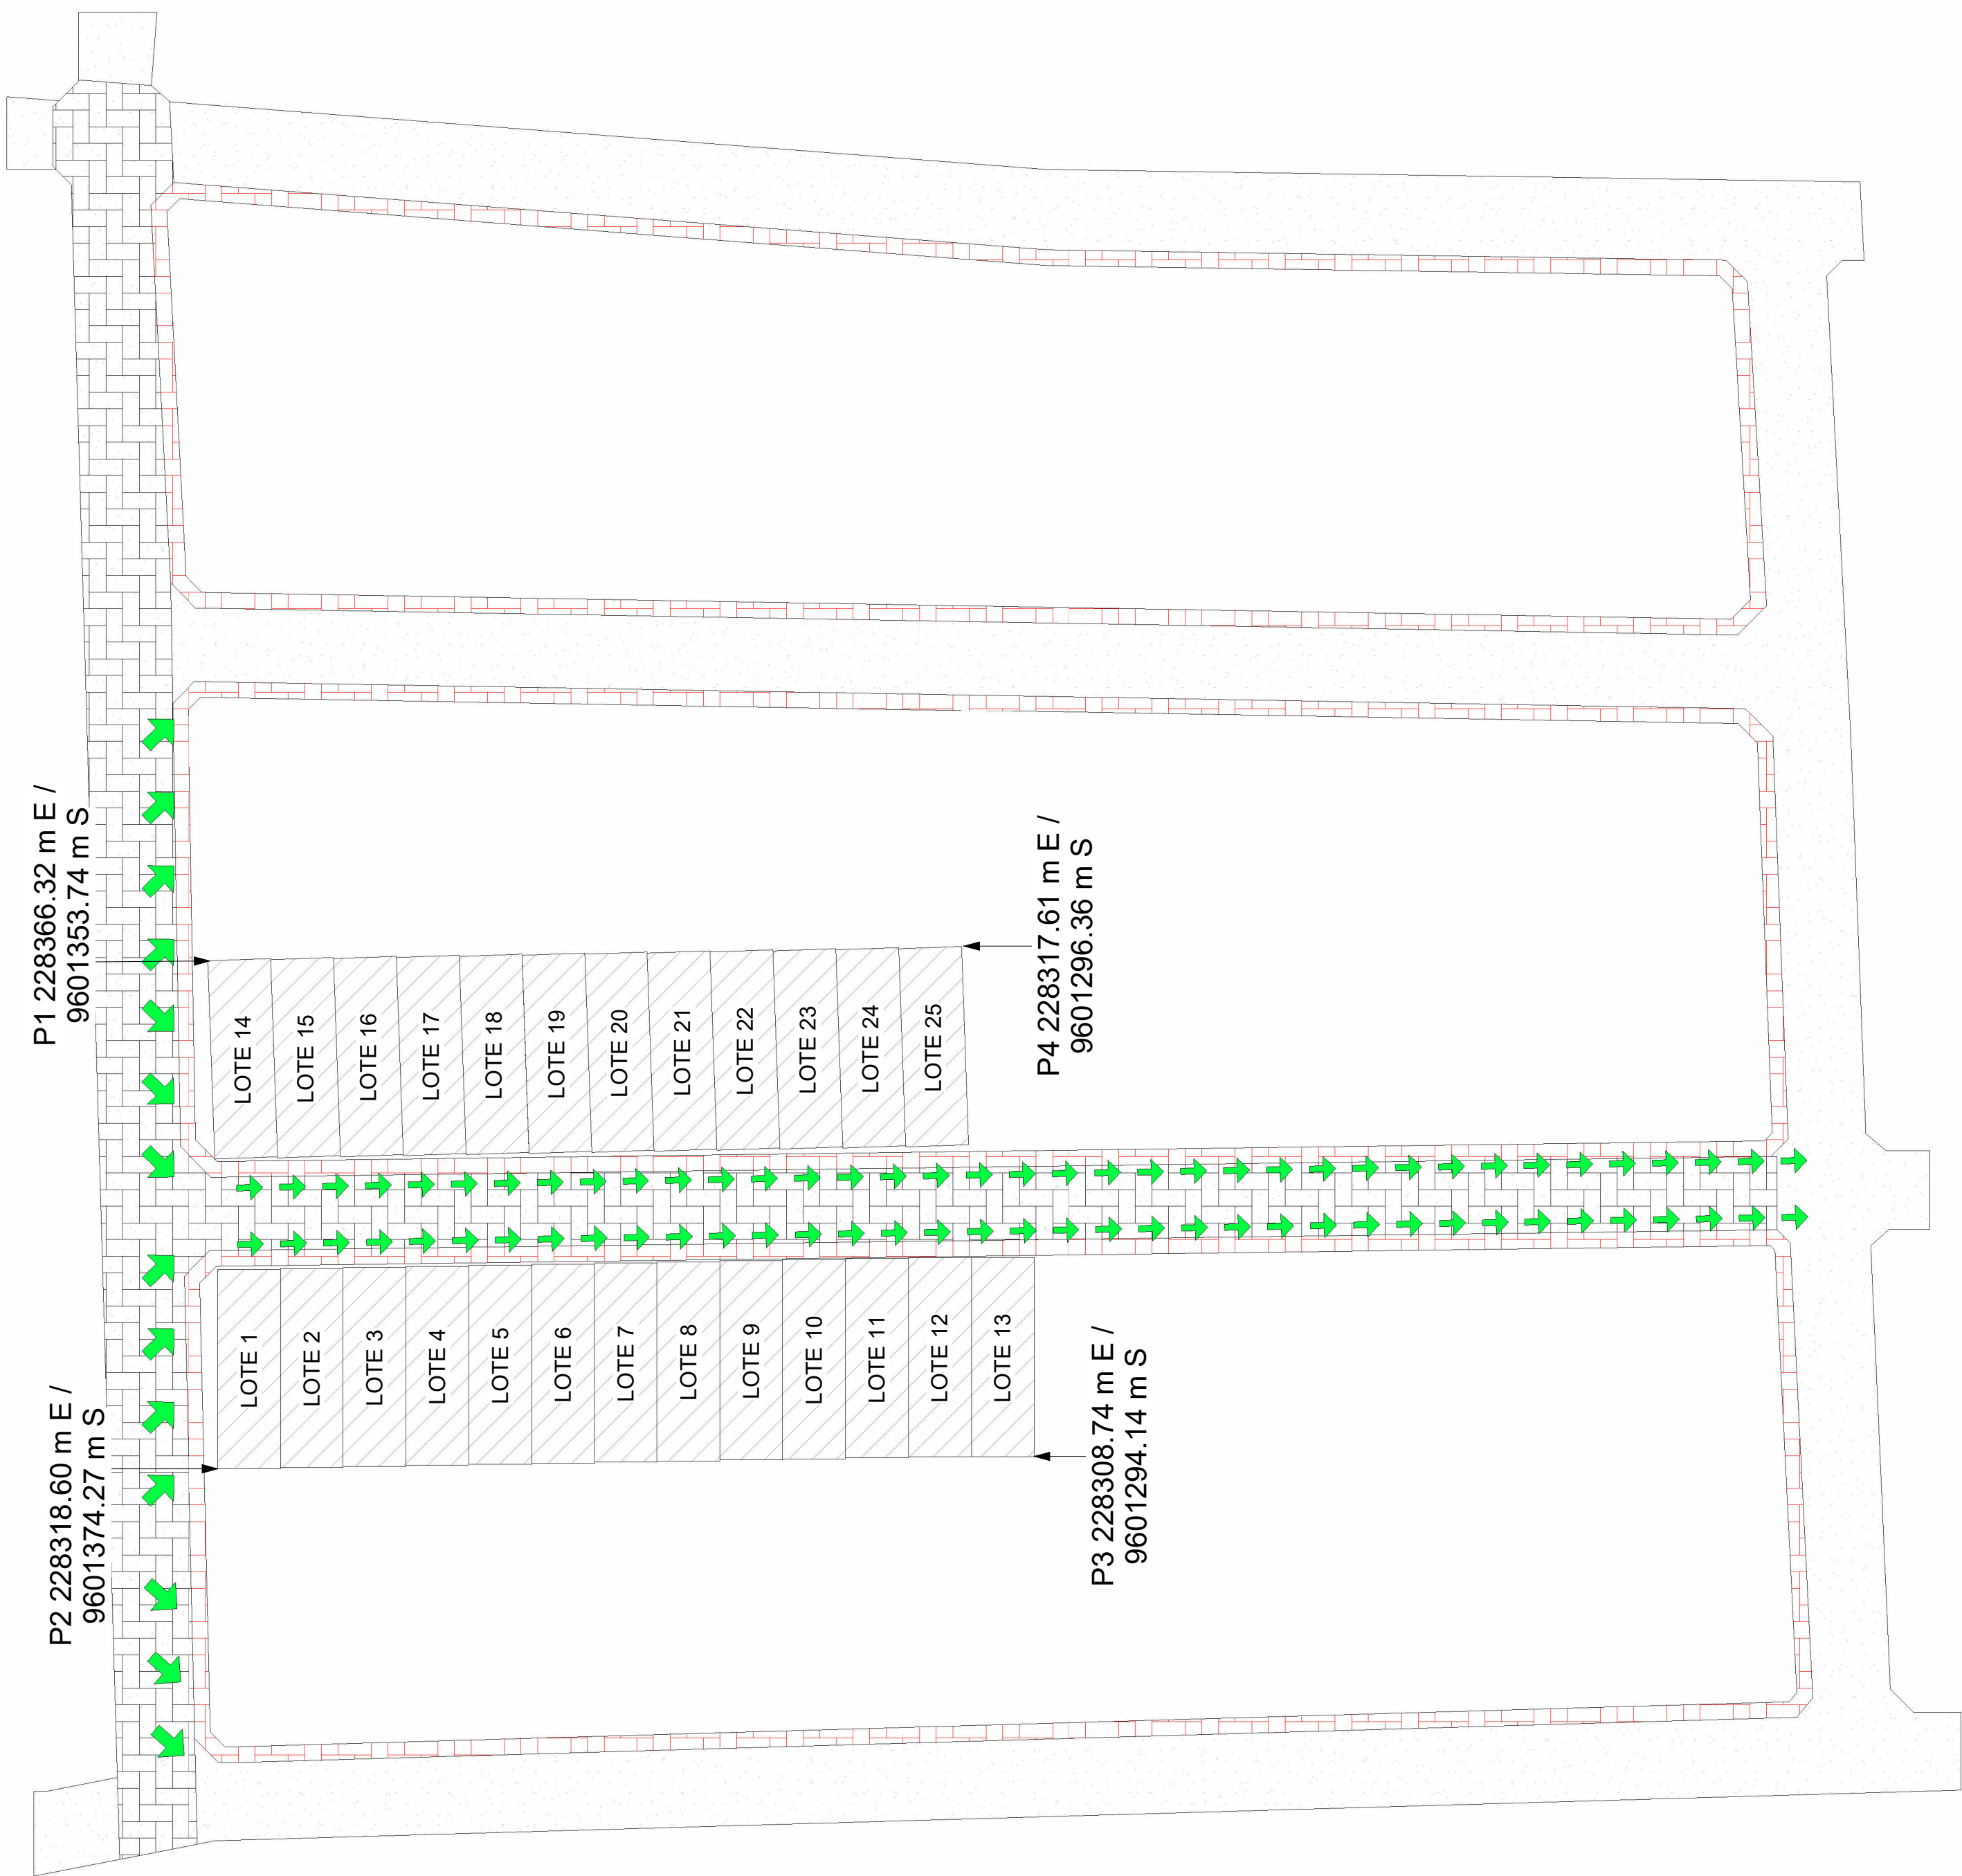 P1 228366.32 m E /
9601353.74 m S
P4 228317.61 m E /
9601296.36 m S
LOTE 14
LOTE 15
LOTE 16
LOTE 17
LOTE 18
LOTE 19
LOTE 20
LOTE 21
LOTE 22
LOTE 23
LOTE 24
LOTE 25
LOTE 1
LOTE 2
LOTE 3
LOTE 4
LOTE 5
LOTE 6
LOTE 7
LOTE 8
LOTE 9
LOTE 10
LOTE 11
LOTE 12
LOTE 13
P2 228318.60 m E /
9601374.27 m S
P3 228308.74 m E /
9601294.14 m S